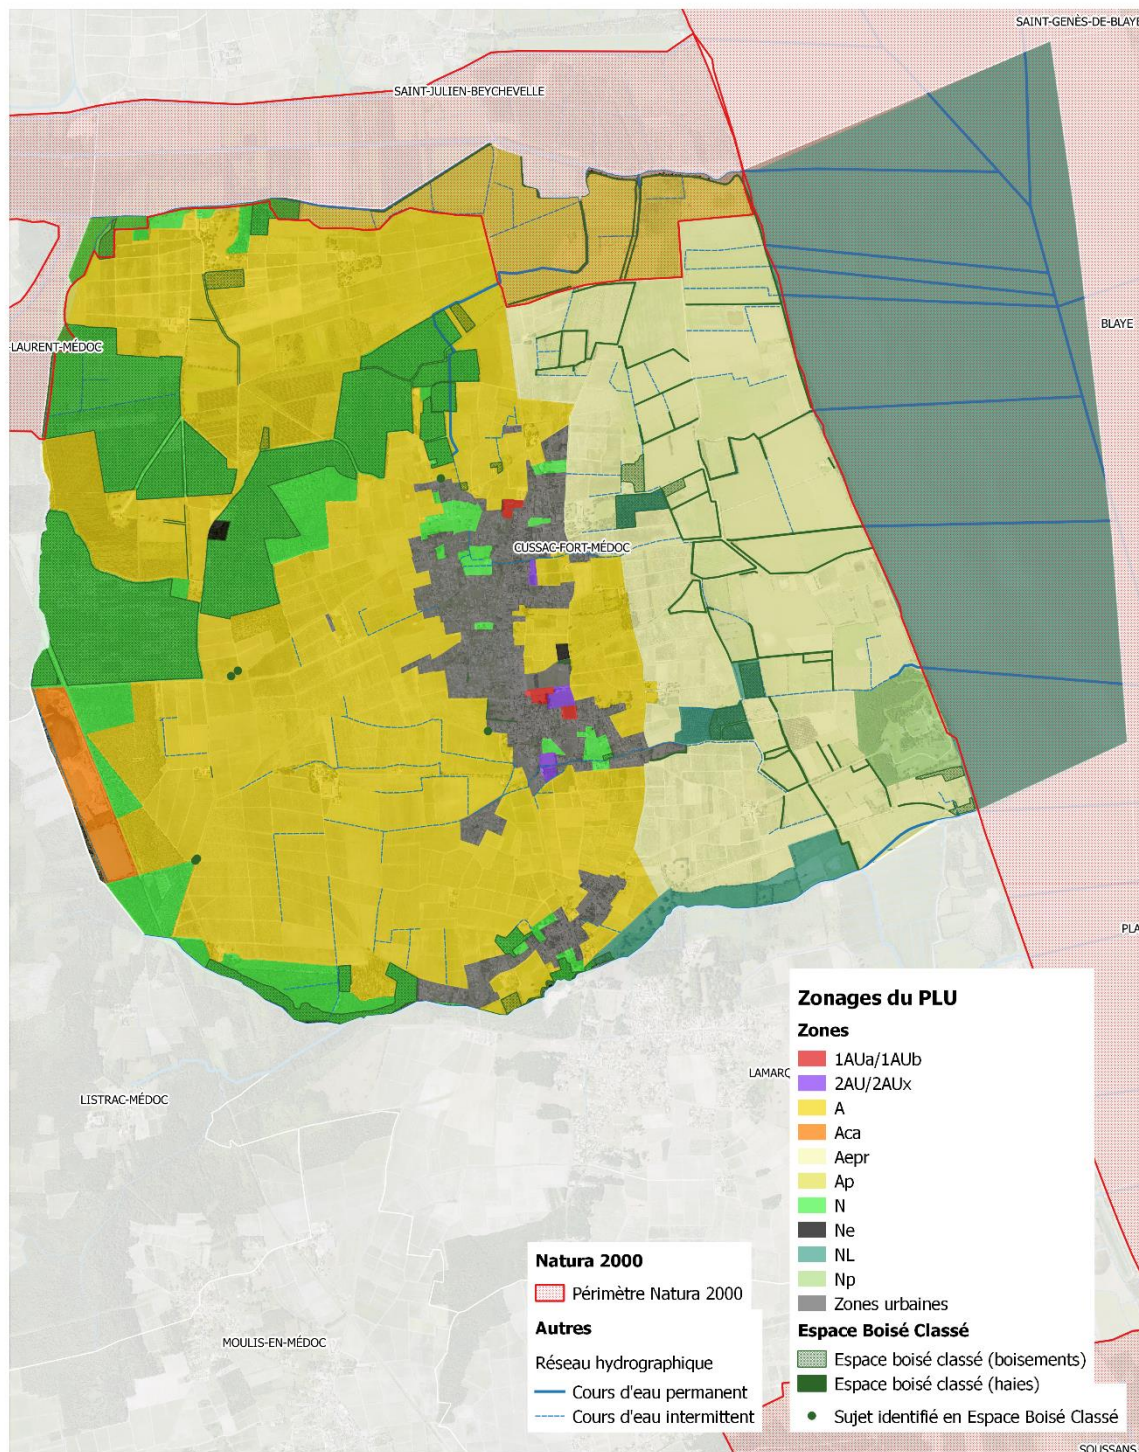 SAINT-GENÈS-DE-BLAYE
SAINT-JULIEN-BEYCHEVELLE
BLAYE
-LAURENT-MÉDOC
CUSSAC-FORT-MÉDOC
PLA
LISTRAC-MÉDOC
LAMARQ
MOULIS-EN-MÉDOC
SOUSSANS
Zonages du PLU
Zones
1AUa/1AUb
2AU/2AUx
A
Aca
Aepr
Ap
N
Ne
NL
Np
Zones urbaines
Espace Boisé Classé
Espace boisé classé (boisements)
Espace boisé classé (haies)
Sujet identifié en Espace Boisé Classé
Natura 2000
Périmètre Natura 2000
Autres
Réseau hydrographique
Cours d'eau permanent
Cours d'eau intermittent